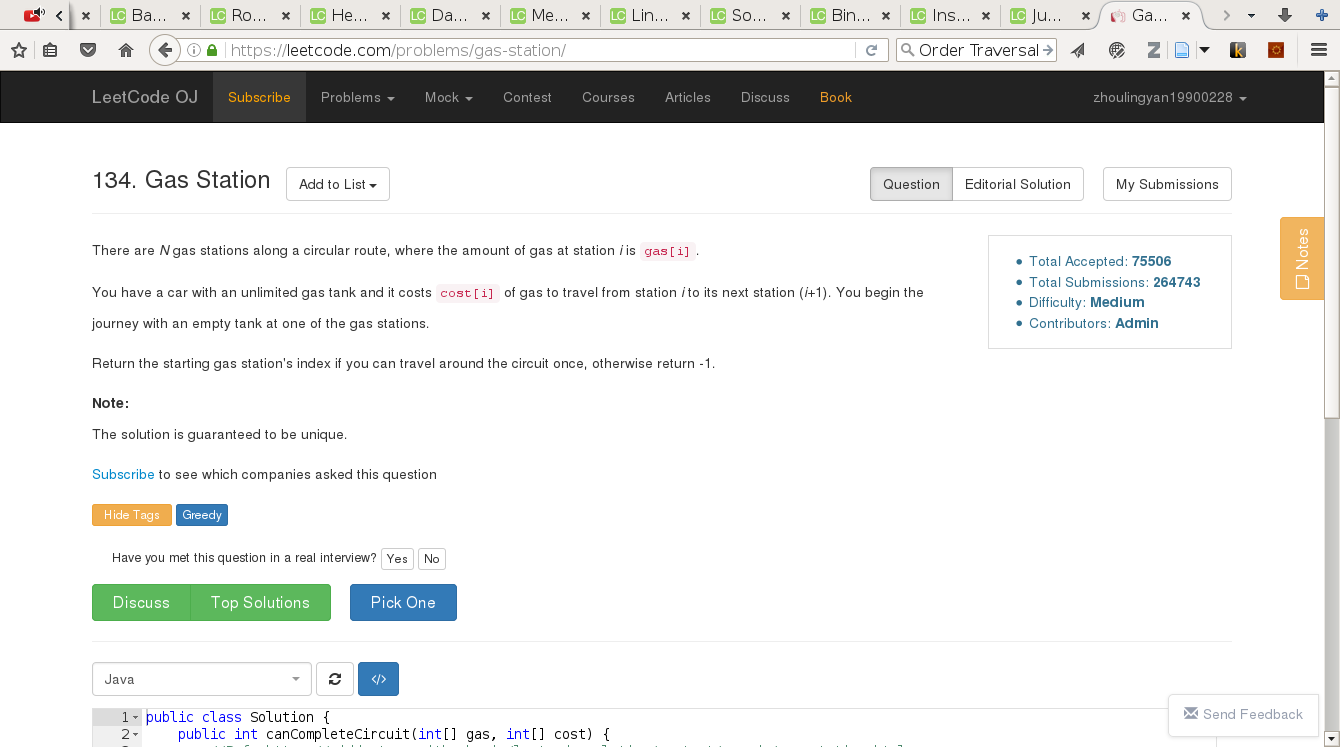 Ba... Ro... He... Da... Me... Lin... So... Bin... Ins... Ju... Ga...
https://leetcode.com/problems/gas-station/ Order Traversal
LeetCode OJ Subscribe Problems Mock Contest Courses Articles Discuss Book zhoulingyan19900228
134. Gas Station Add to List Question Editorial Solution My Submissions
There are N gas stations along a circular route, where the amount of gas at station i is gas[i].
You have a car with an unlimited gas tank and it costs cost[i] of gas to travel from station i to its next station (i+1). You begin the
journey with an empty tank at one of the gas stations.
Return the starting gas station's index if you can travel around the circuit once, otherwise return -1.
Note:
The solution is guaranteed to be unique.
Subscribe to see which companies asked this question
Hide Tags Greedy
Have you met this question in a real interview? Yes No
Discuss Top Solutions Pick One
Total Accepted: 75506
Total Submissions: 264743
Difficulty: Medium
Contributors: Admin
Notes
Java </>
1 public class Solution {
2 public int canCompleteCircuit(int[] gas, int[] cost) {
Send Feedback